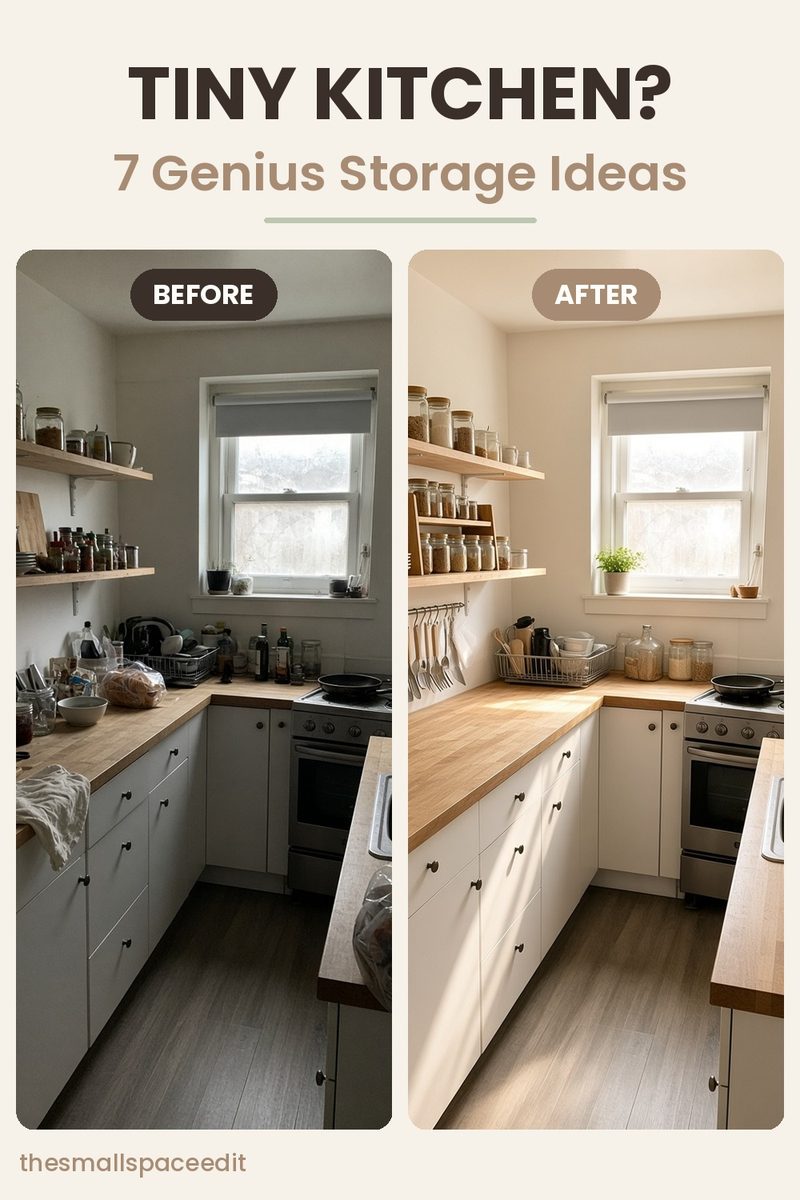 TINY KITCHEN?
7 Genius Storage Ideas
BEFORE
AFTER
thesmallspaceedit